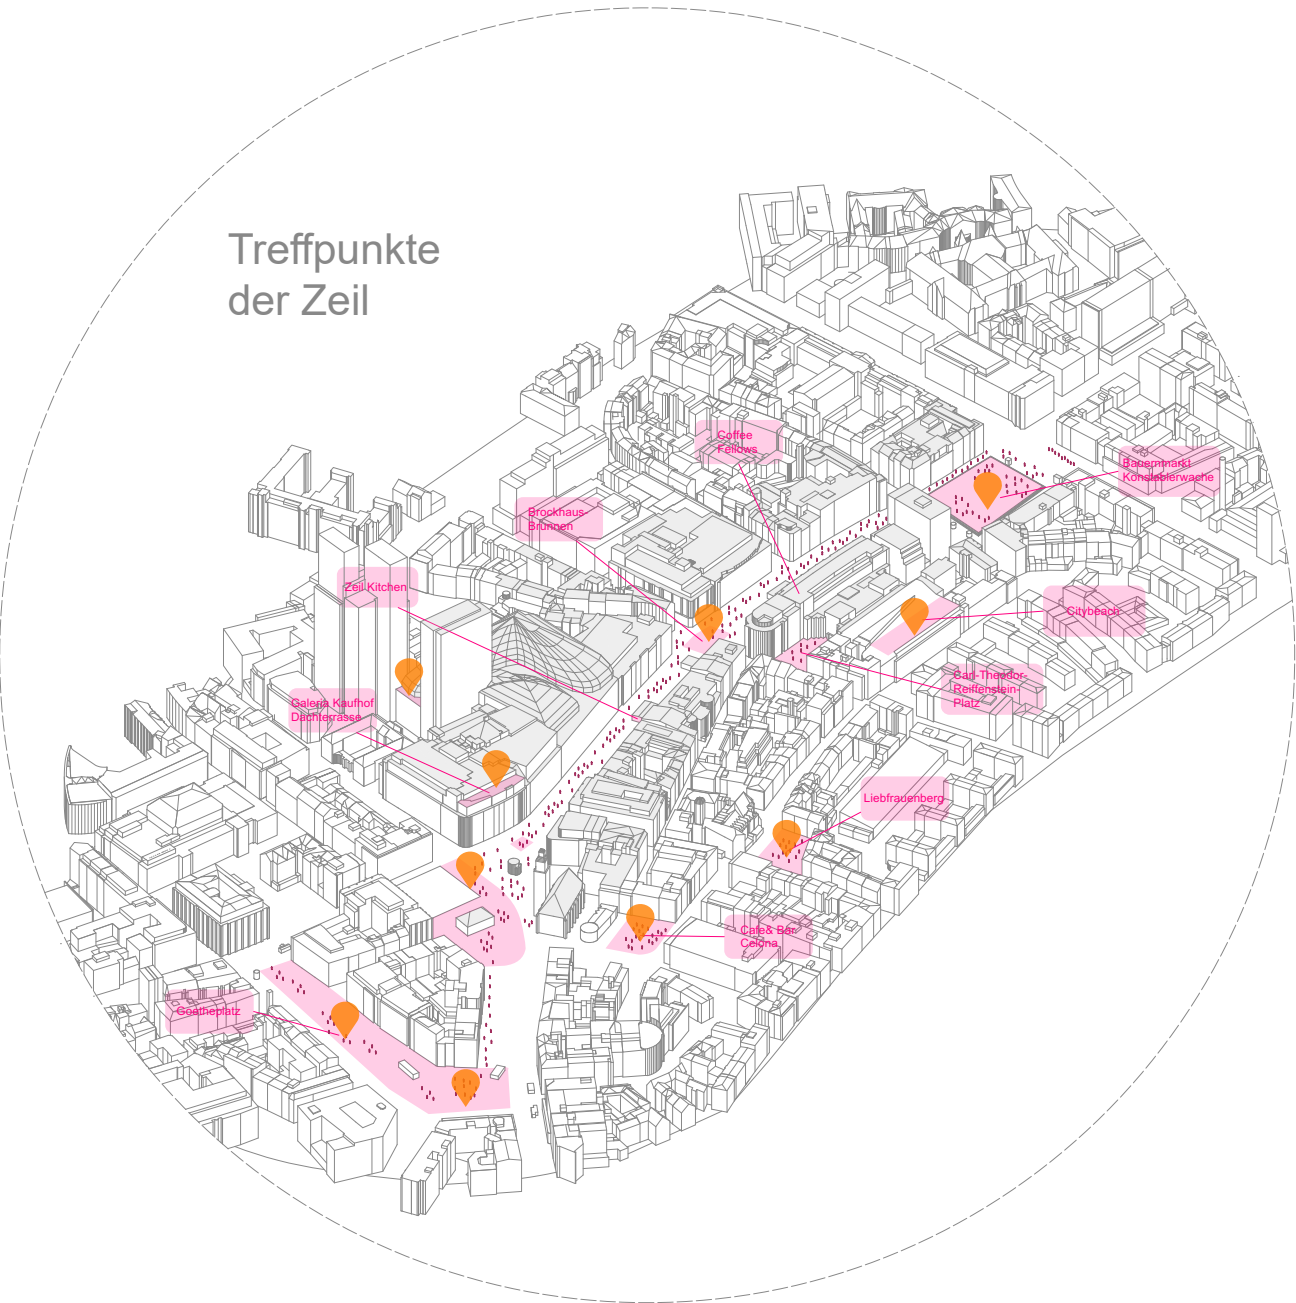 Treffpunkte
der Zeil
Coffee
Fellows
Bauernmarkt
Konstablerwache
Brockhaus-
Brunnen
Zeil Kitchen
Citybeach
Carl-Theodor-
Reiffenstein-
Platz
Galeria Kaufhof
Dachterrasse
Liebfrauenberg
Cafe& Bar
Celona
Goetheplatz